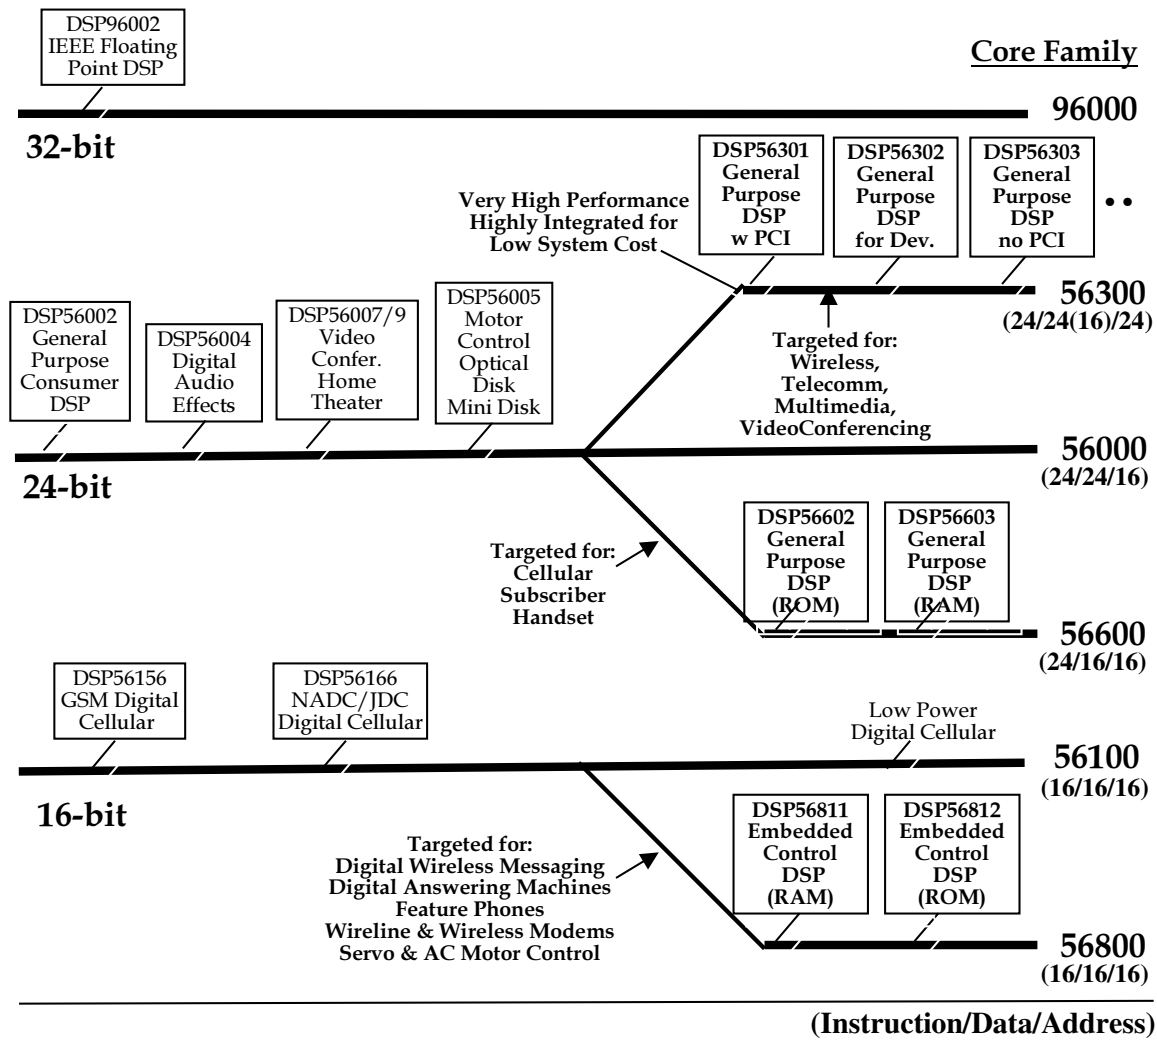 DSP96002
IEEE Floating
Point DSP
Core Family
96000
32-bit
DSP56301
General
Purpose
DSP
w PCI
DSP56302
General
Purpose
DSP
for Dev.
DSP56303
General
Purpose
DSP
no PCI
• •
Very High Performance
Highly Integrated for
Low System Cost
56300
(24/24(16)/24)
DSP56002
General
Purpose
Consumer
DSP
DSP56004
Digital
Audio
Effects
DSP56007/9
Video
Confer.
Home
Theater
DSP56005
Motor
Control
Optical
Disk
Mini Disk
Targeted for:
Wireless,
Telecomm,
Multimedia,
VideoConferencing
56000
(24/24/16)
24-bit
DSP56602
General
Purpose
DSP
(ROM)
DSP56603
General
Purpose
DSP
(RAM)
Targeted for:
Cellular
Subscriber
Handset
56600
(24/16/16)
DSP56156
GSM Digital
Cellular
DSP56166
NADC/JDC
Digital Cellular
Low Power
Digital Cellular
56100
(16/16/16)
16-bit
DSP56811
Embedded
Control
DSP
(RAM)
DSP56812
Embedded
Control
DSP
(ROM)
Targeted for:
Digital Wireless Messaging
Digital Answering Machines
Feature Phones
Wireline & Wireless Modems
Servo & AC Motor Control
56800
(16/16/16)
(Instruction/Data/Address)